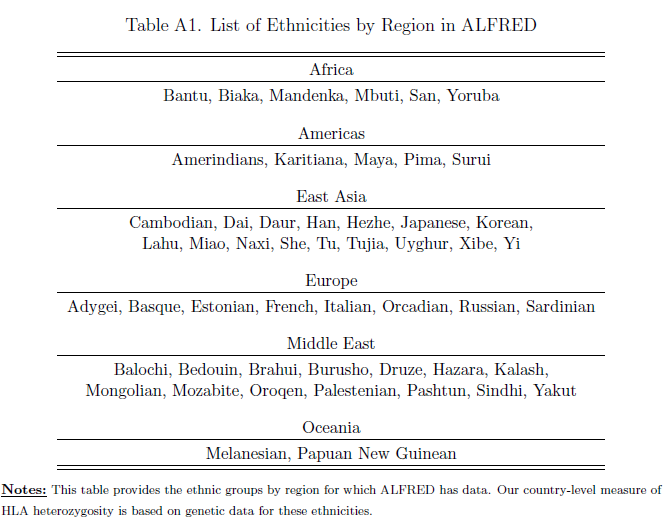 Table A1. List of Ethnicities by Region in ALFRED
Africa
Bantu, Biaka, Mandenka, Mbuti, San, Yoruba
Americas
Amerindians, Karitiana, Maya, Pima, Surui
East Asia
Cambodian, Dai, Daur, Han, Hezhe, Japanese, Korean,
Lahu, Miao, Naxi, She, Tu, Tujia, Uyghur, Xibe, Yi
Europe
Adygei, Basque, Estonian, French, Italian, Orcadian, Russian, Sardinian
Middle East
Balochi, Bedouin, Brahui, Burusho, Druze, Hazara, Kalash,
Mongolian, Mozabite, Oroqen, Palestenian, Pashtun, Sindhi, Yakut
Oceania
Melanesian, Papuan New Guinean
Notes: This table provides the ethnic groups by region for which ALFRED has data. Our country-level measure of
HLA heterozygosity is based on genetic data for these ethnicities.